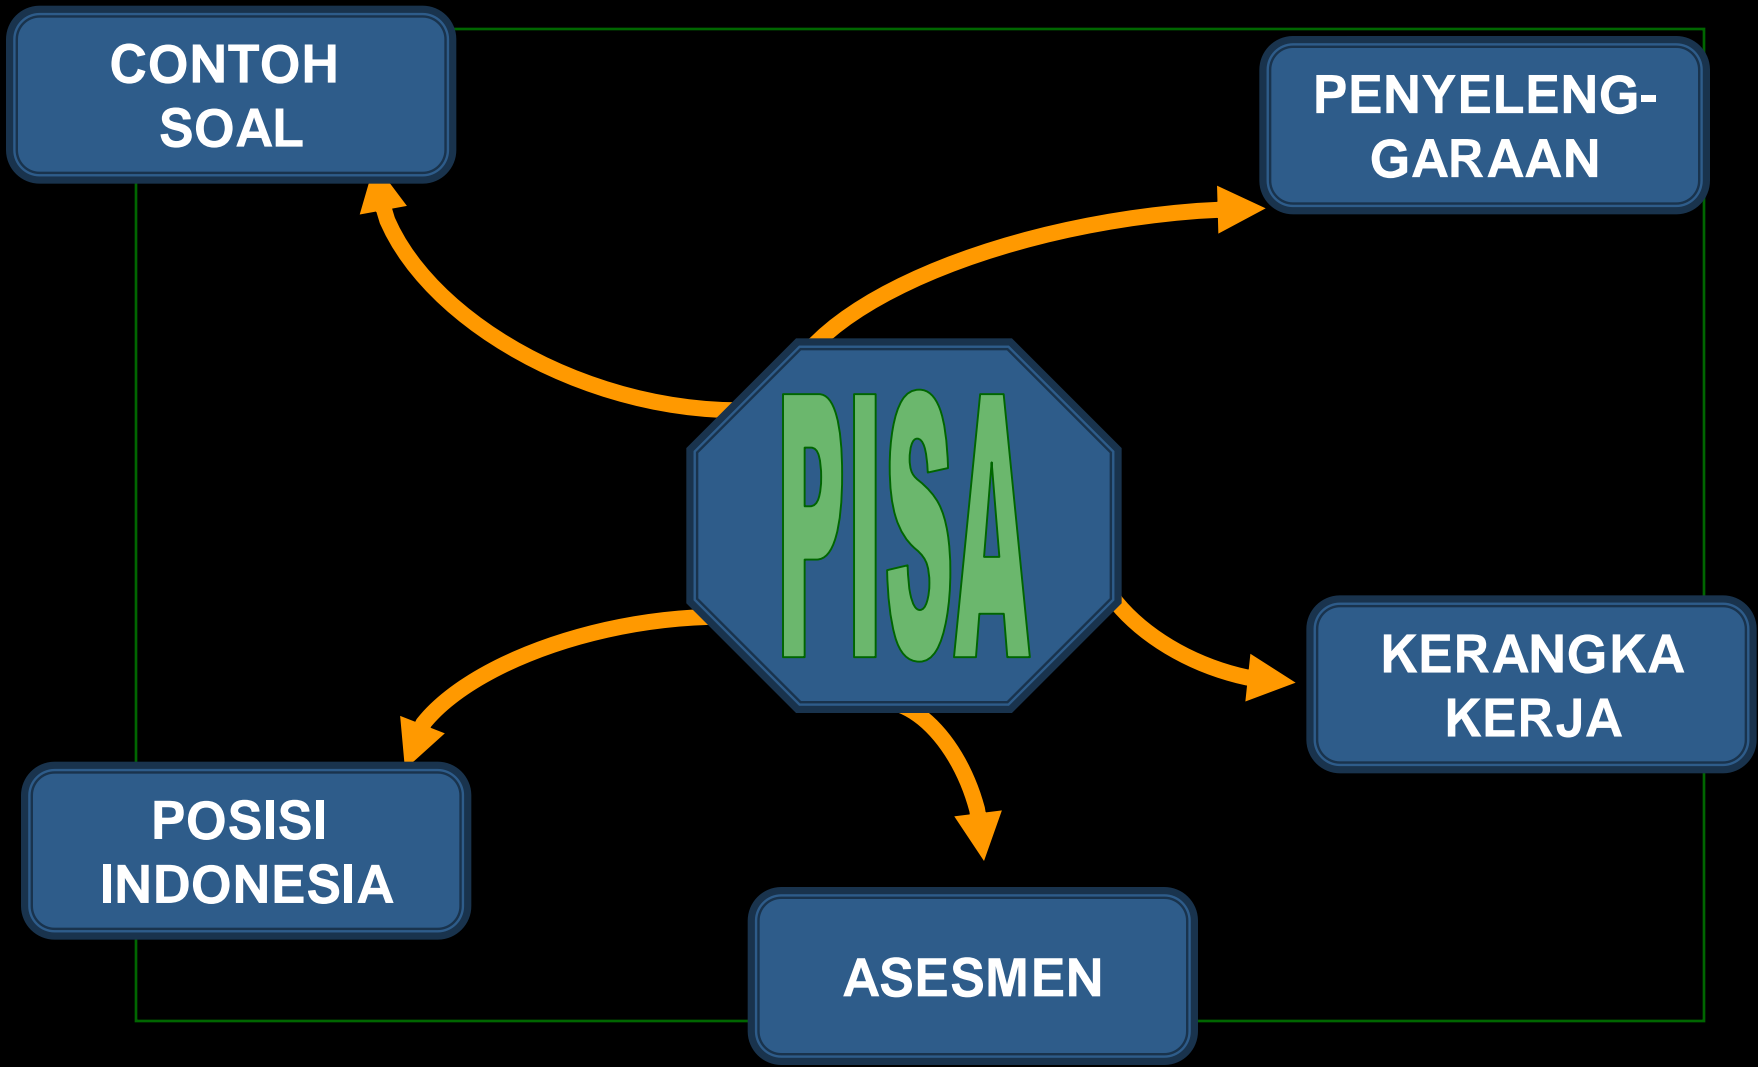 CONTOH
SOAL
PENYELENG-
GARAAN
PISA
KERANGKA
KERJA
POSISI
INDONESIA
ASESMEN